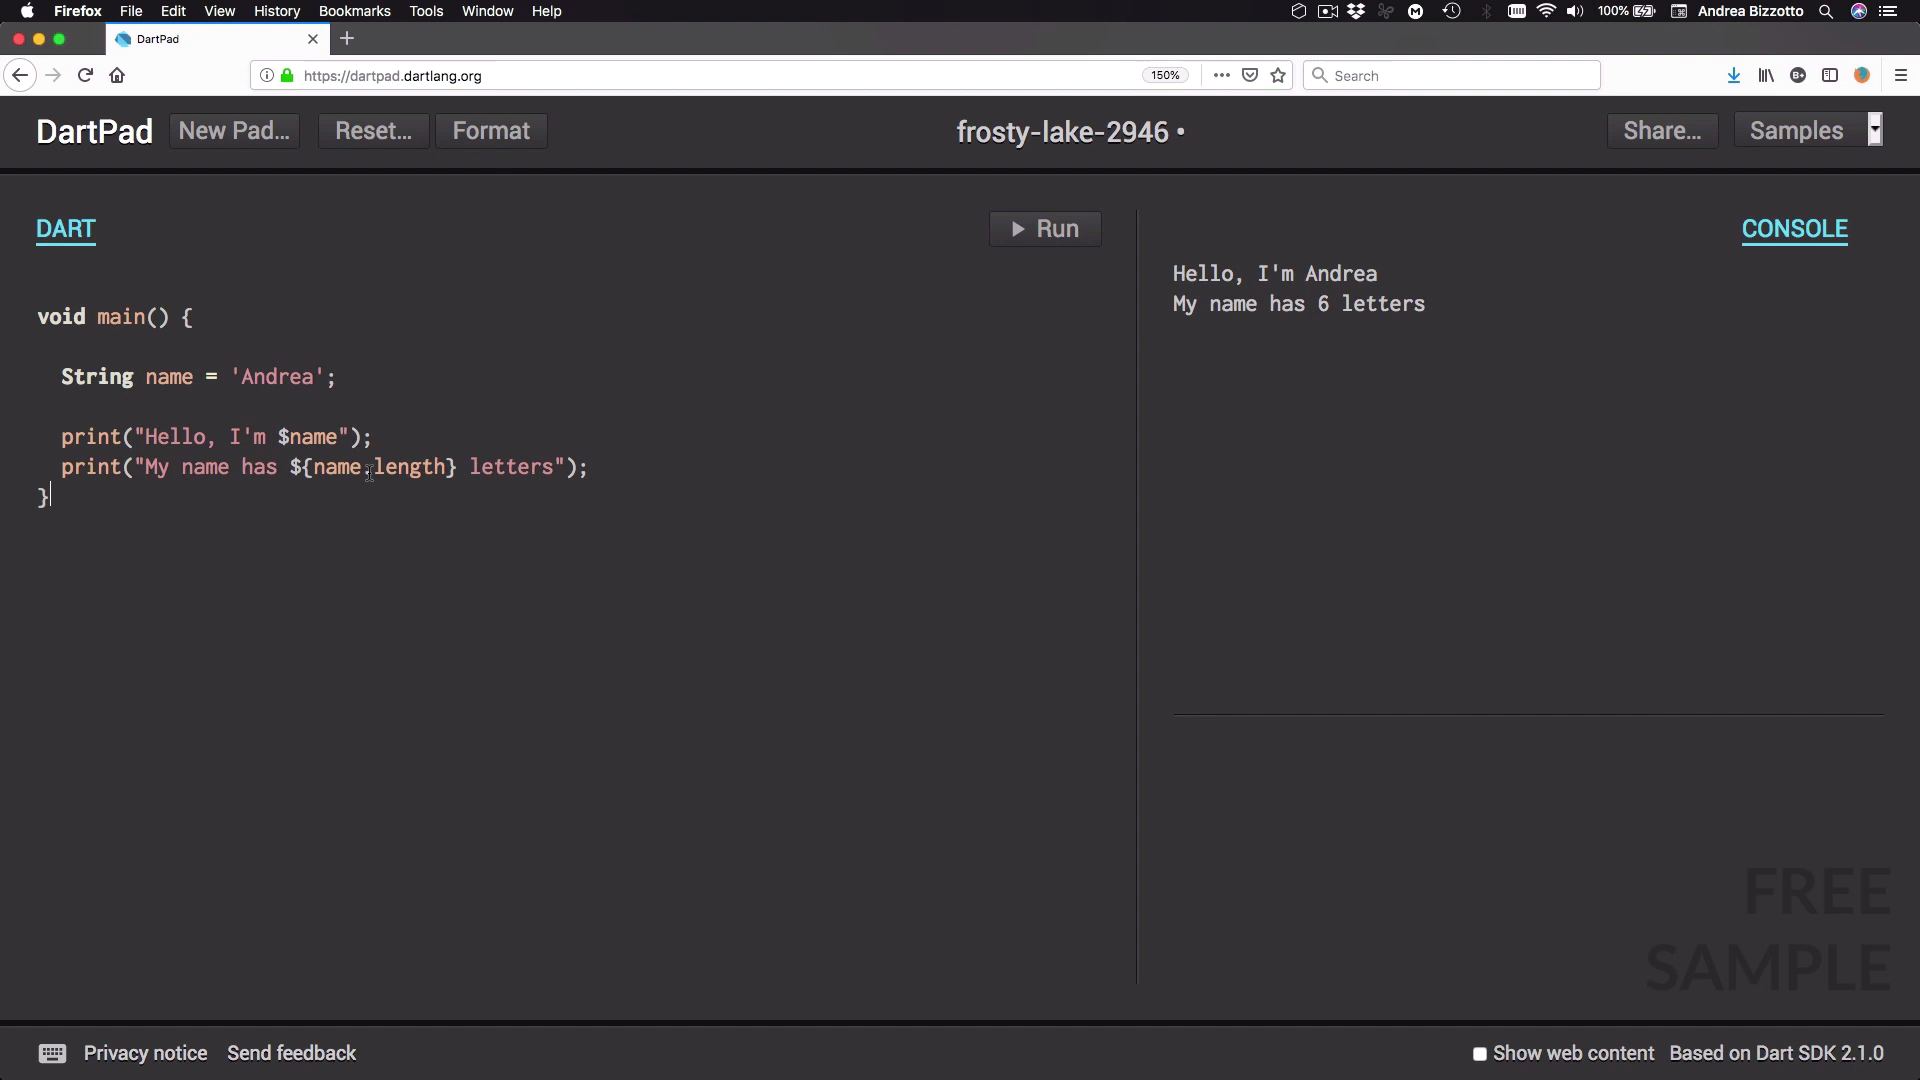 Firefox File Edit View History Bookmarks Tools Window Help 100% Andrea Bizzotto
DartPad
https://dartpad.dartlang.org 150% Search
DartPad New Pad... Reset... Format frosty-lake-2946 • Share... Samples
DART Run CONSOLE
void main() {
String name = 'Andrea';
print("Hello, I'm $name");
print("My name has ${name.length} letters");
}
Hello, I'm Andrea
My name has 6 letters
FREE
SAMPLE
Privacy notice Send feedback Show web content Based on Dart SDK 2.1.0